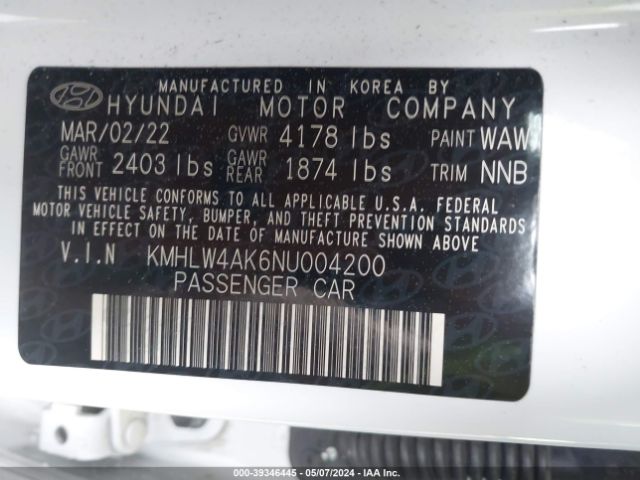 MANUFACTURED IN KOREA BY
HYUNDAI MOTOR COMPANY
MAR/02/22 GVWR 4178 lbs PAINT WAW
GAWR FRONT 2403 lbs GAWR REAR 1874 lbs TRIM NNB
THIS VEHICLE CONFORMS TO ALL APPLICABLE U.S.A. FEDERAL
MOTOR VEHICLE SAFETY, BUMPER, AND THEFT PREVENTION STANDARDS
IN EFFECT ON THE DATE OF MANUFACTURE SHOWN ABOVE.
V.I.N KMHLW4AK6NU004200
PASSENGER CAR
000-39346445 - 05/07/2024 - IAA Inc.